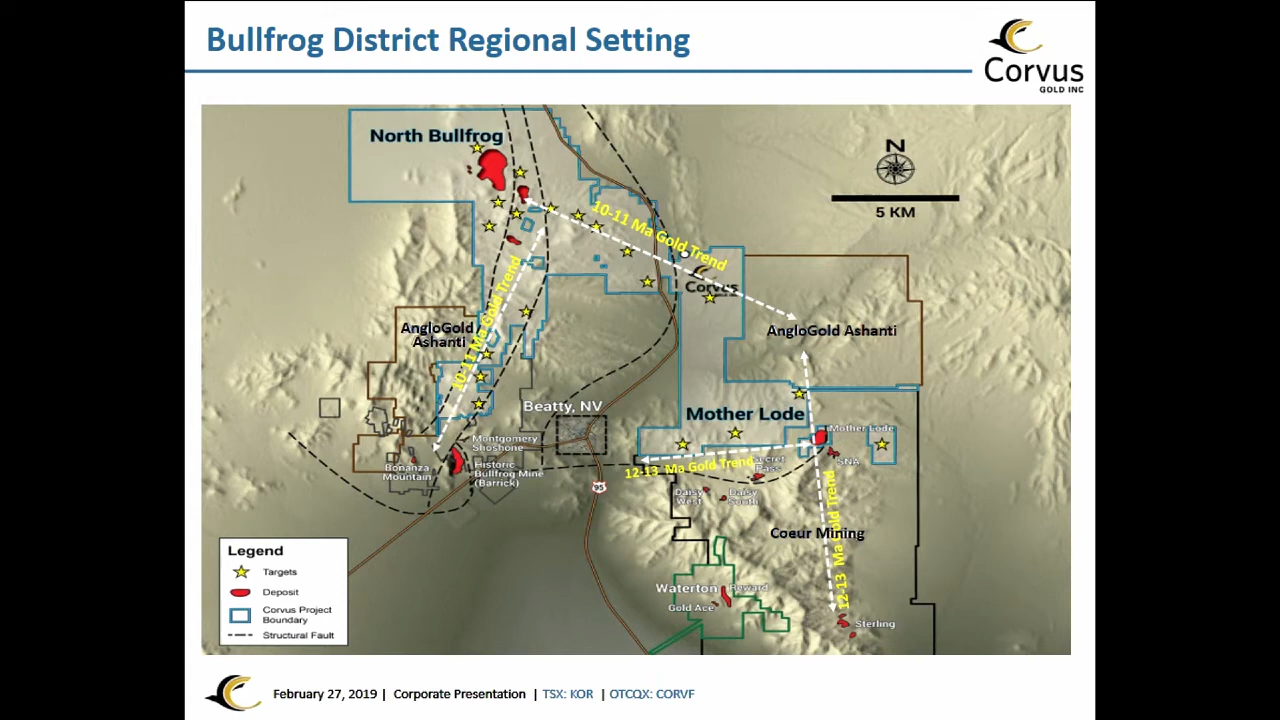 Bullfrog District Regional Setting
Corvus
GOLD INC
North Bullfrog
N
5 KM
10-11 Ma Gold Trend
Corvus
10-11 Ma Gold Trend
AngloGold
Ashanti
AngloGold Ashanti
Beatty, NV
Mother Lode
Mother Lode
Montgomery
Shoshone
Historic
Bullfrog Mine
(Barrick)
Bonanza
Mountain
95
12-13 Ma Gold Trend
Secret
Pass
SNA
Daisy
West
Daisy
South
Coeur Mining
12-13 Ma Gold Trend
Waterton
Reward
Gold Ace
Sterling
Legend
Targets
Deposit
Corvus Project
Boundary
Structural Fault
February 27, 2019 | Corporate Presentation | TSX: KOR | OTCQX: CORVF